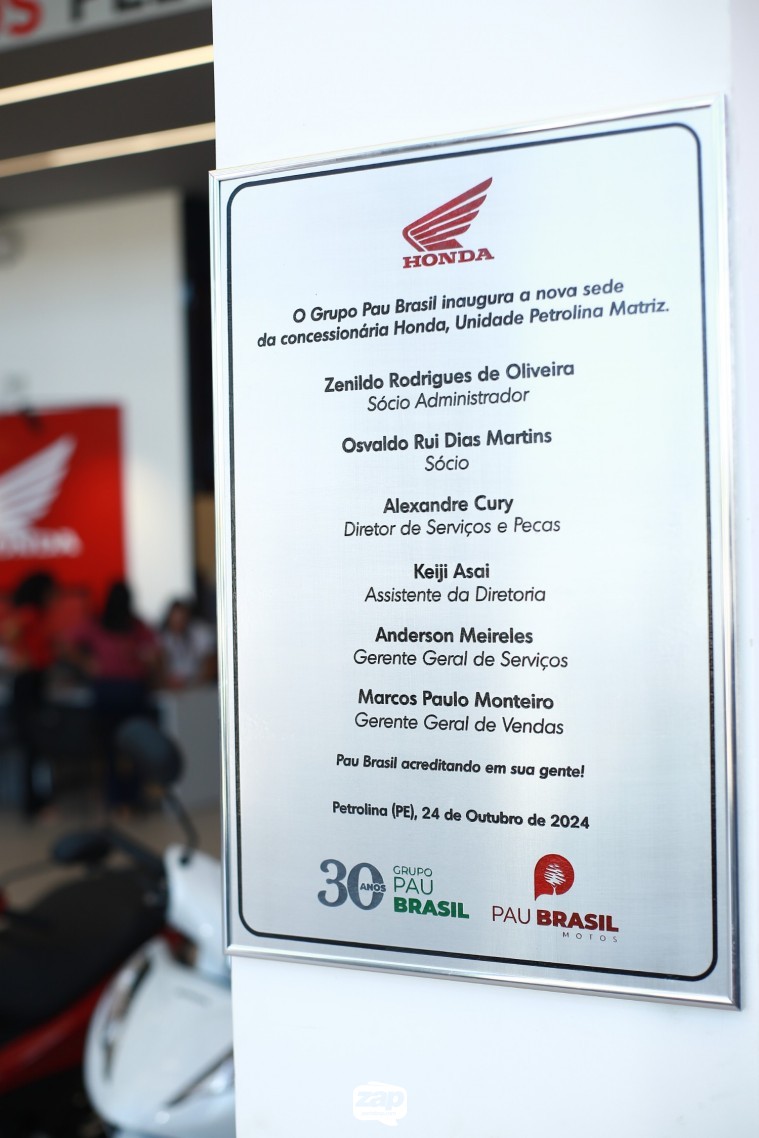 HONDA
O Grupo Pau Brasil inaugura a nova sede
da concessionária Honda, Unidade Petrolina Matriz.
Zenildo Rodrigues de Oliveira
Sócio Administrador
Osvaldo Rui Dias Martins
Sócio
Alexandre Cury
Diretor de Serviços e Pecas
Keiji Asai
Assistente da Diretoria
Anderson Meireles
Gerente Geral de Serviços
Marcos Paulo Monteiro
Gerente Geral de Vendas
Pau Brasil acreditando em sua gente!
Petrolina (PE), 24 de Outubro de 2024
30 ANOS
GRUPO
PAU
BRASIL
PAU BRASIL
MOTOS
HONDA
zap